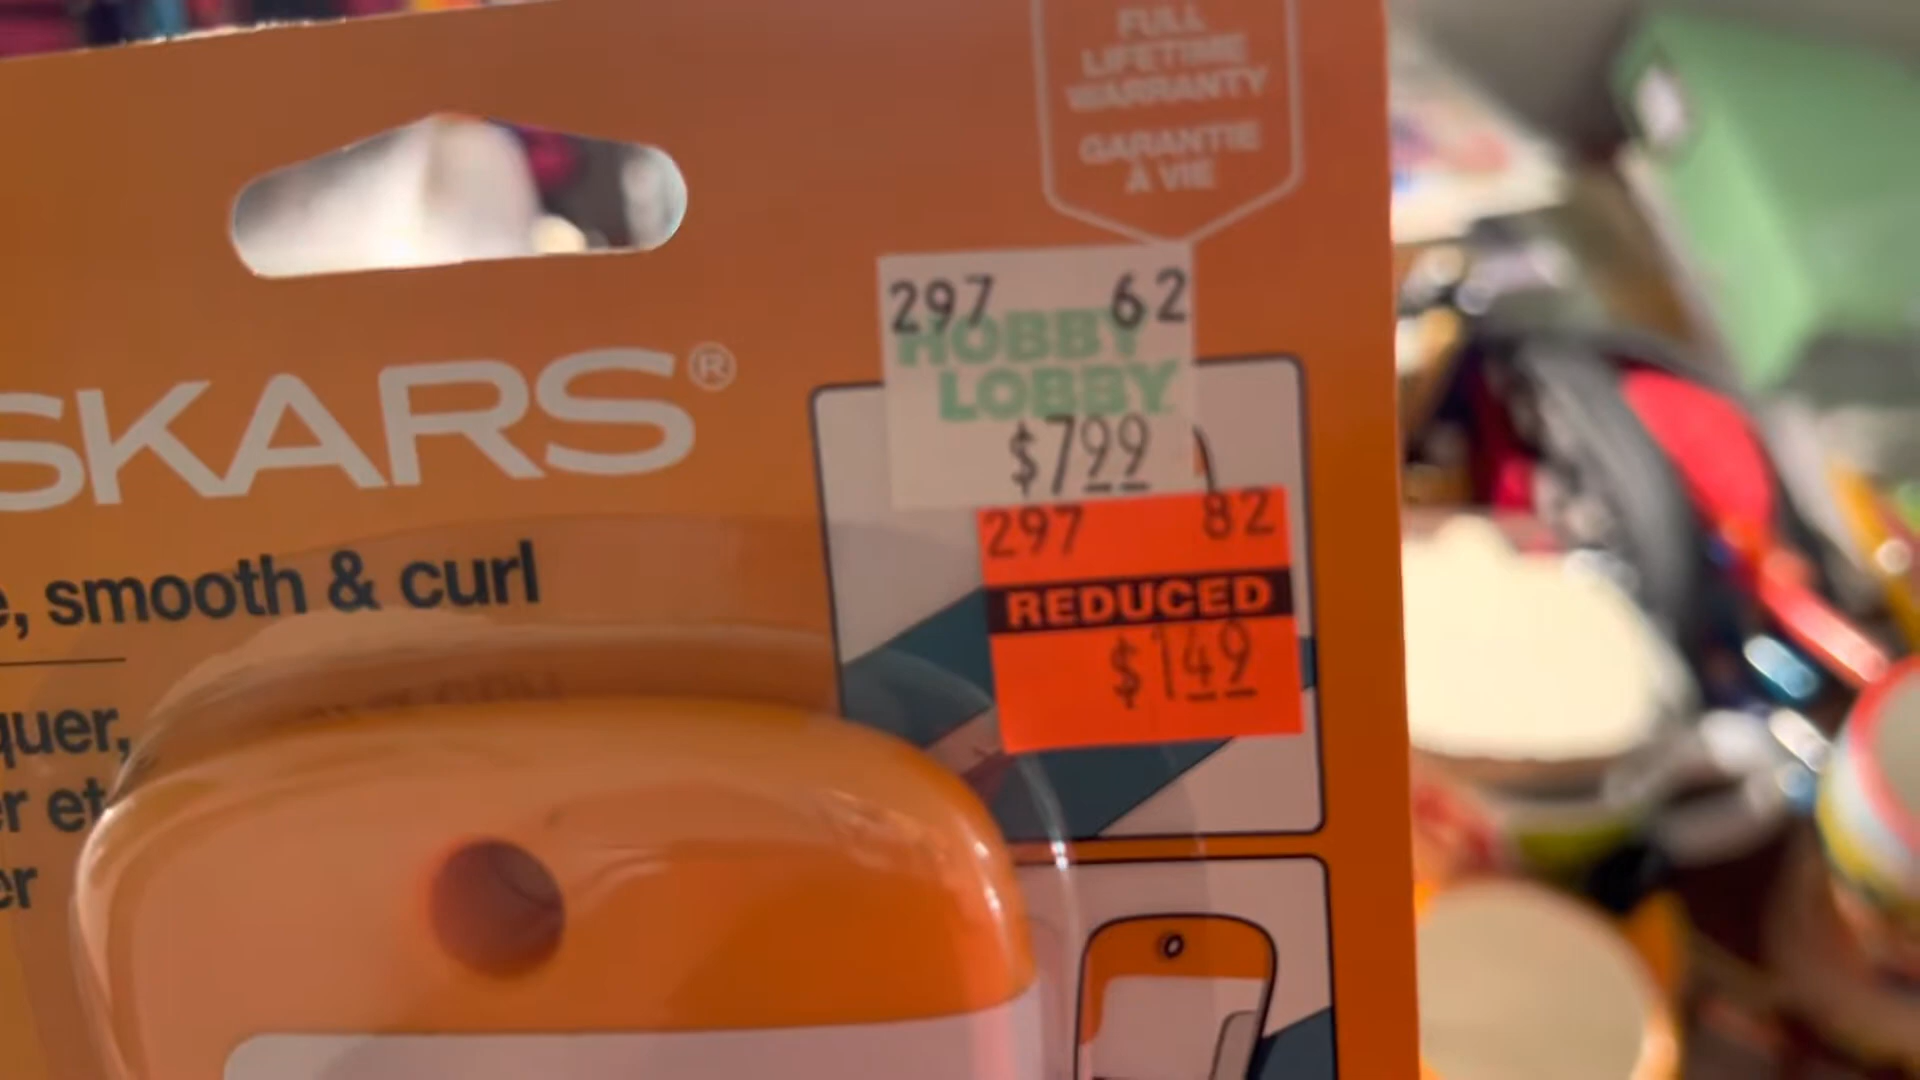 FULL
LIFETIME
WARRANTY
GARANTIE
À VIE
297 62
HOBBY
LOBBY
$799
SKARS®
297 82
REDUCED
$149
, smooth & curl
quer,
er et
er